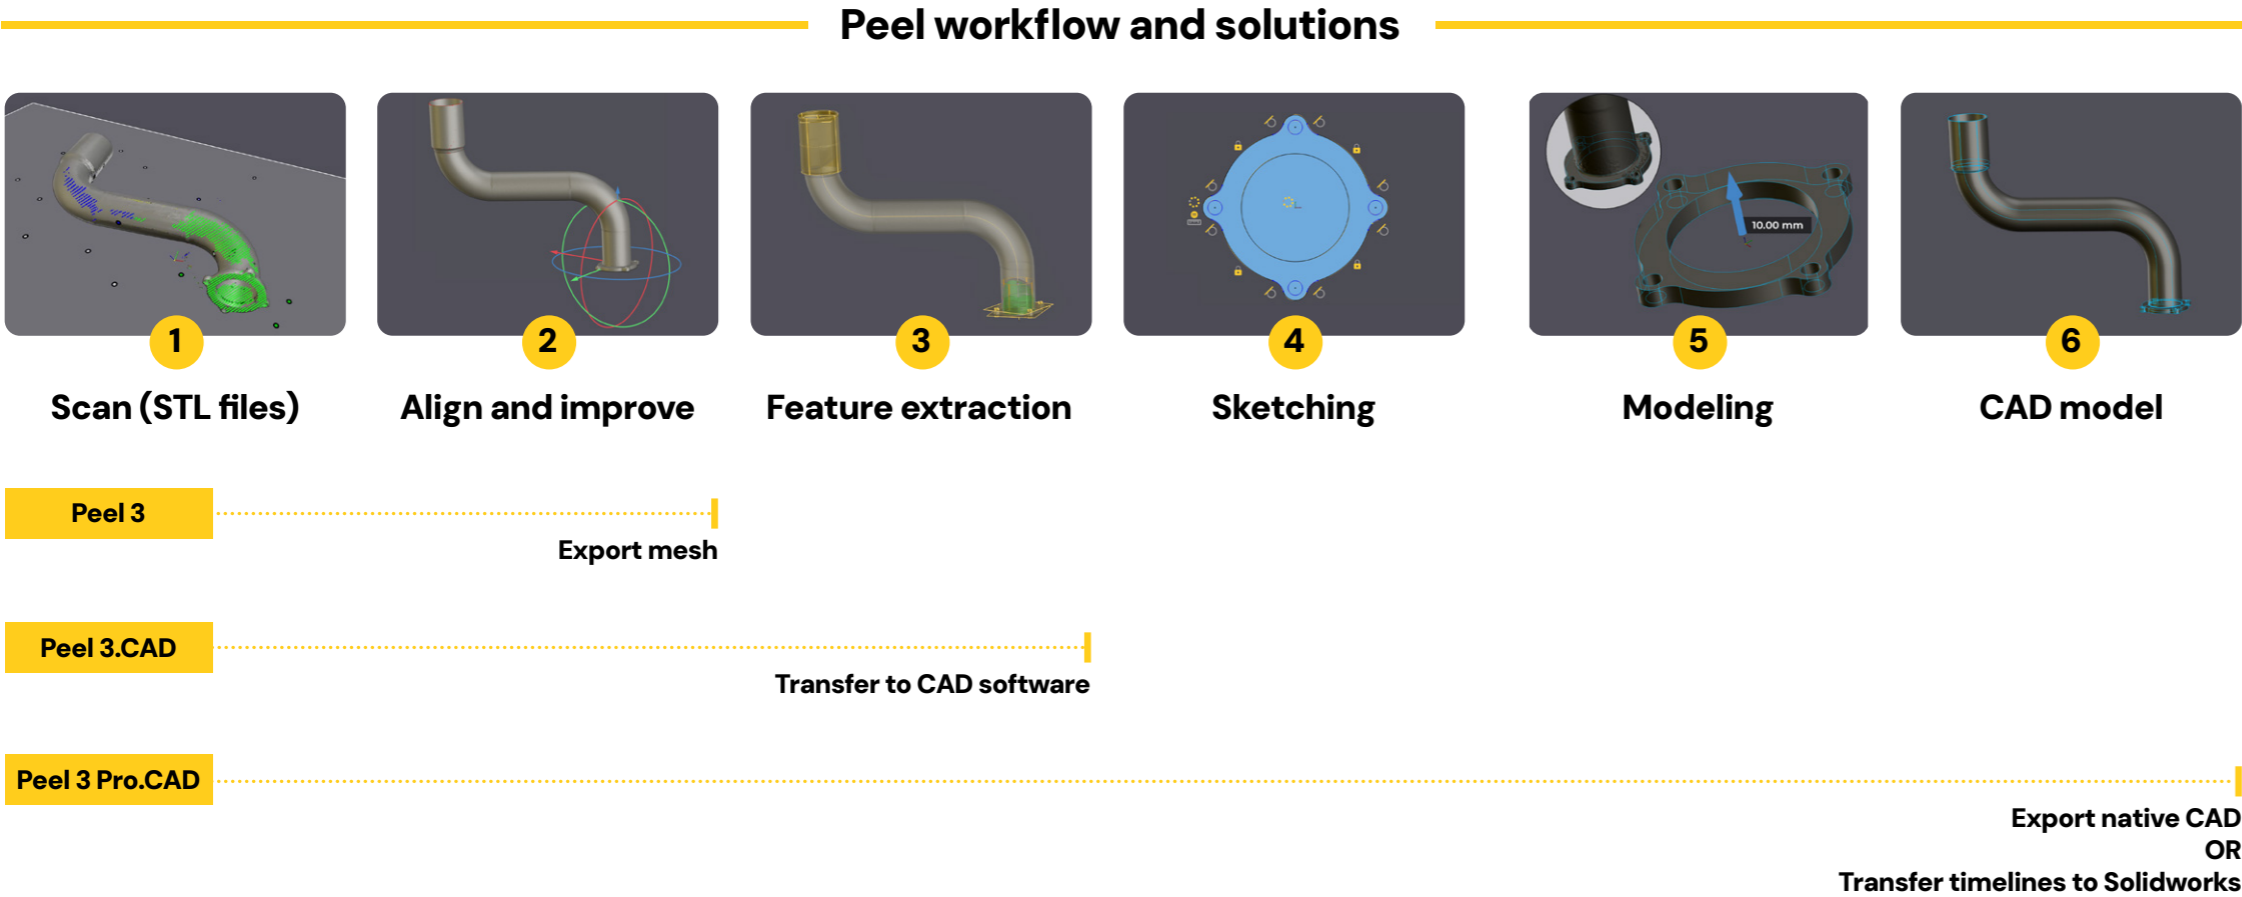 Peel workflow and solutions
10.00 mm
1
2
3
4
5
6
Scan (STL files)
Align and improve
Feature extraction
Sketching
Modeling
CAD model
Peel 3
Export mesh
Peel 3.CAD
Transfer to CAD software
Peel 3 Pro.CAD
Export native CAD
OR
Transfer timelines to Solidworks